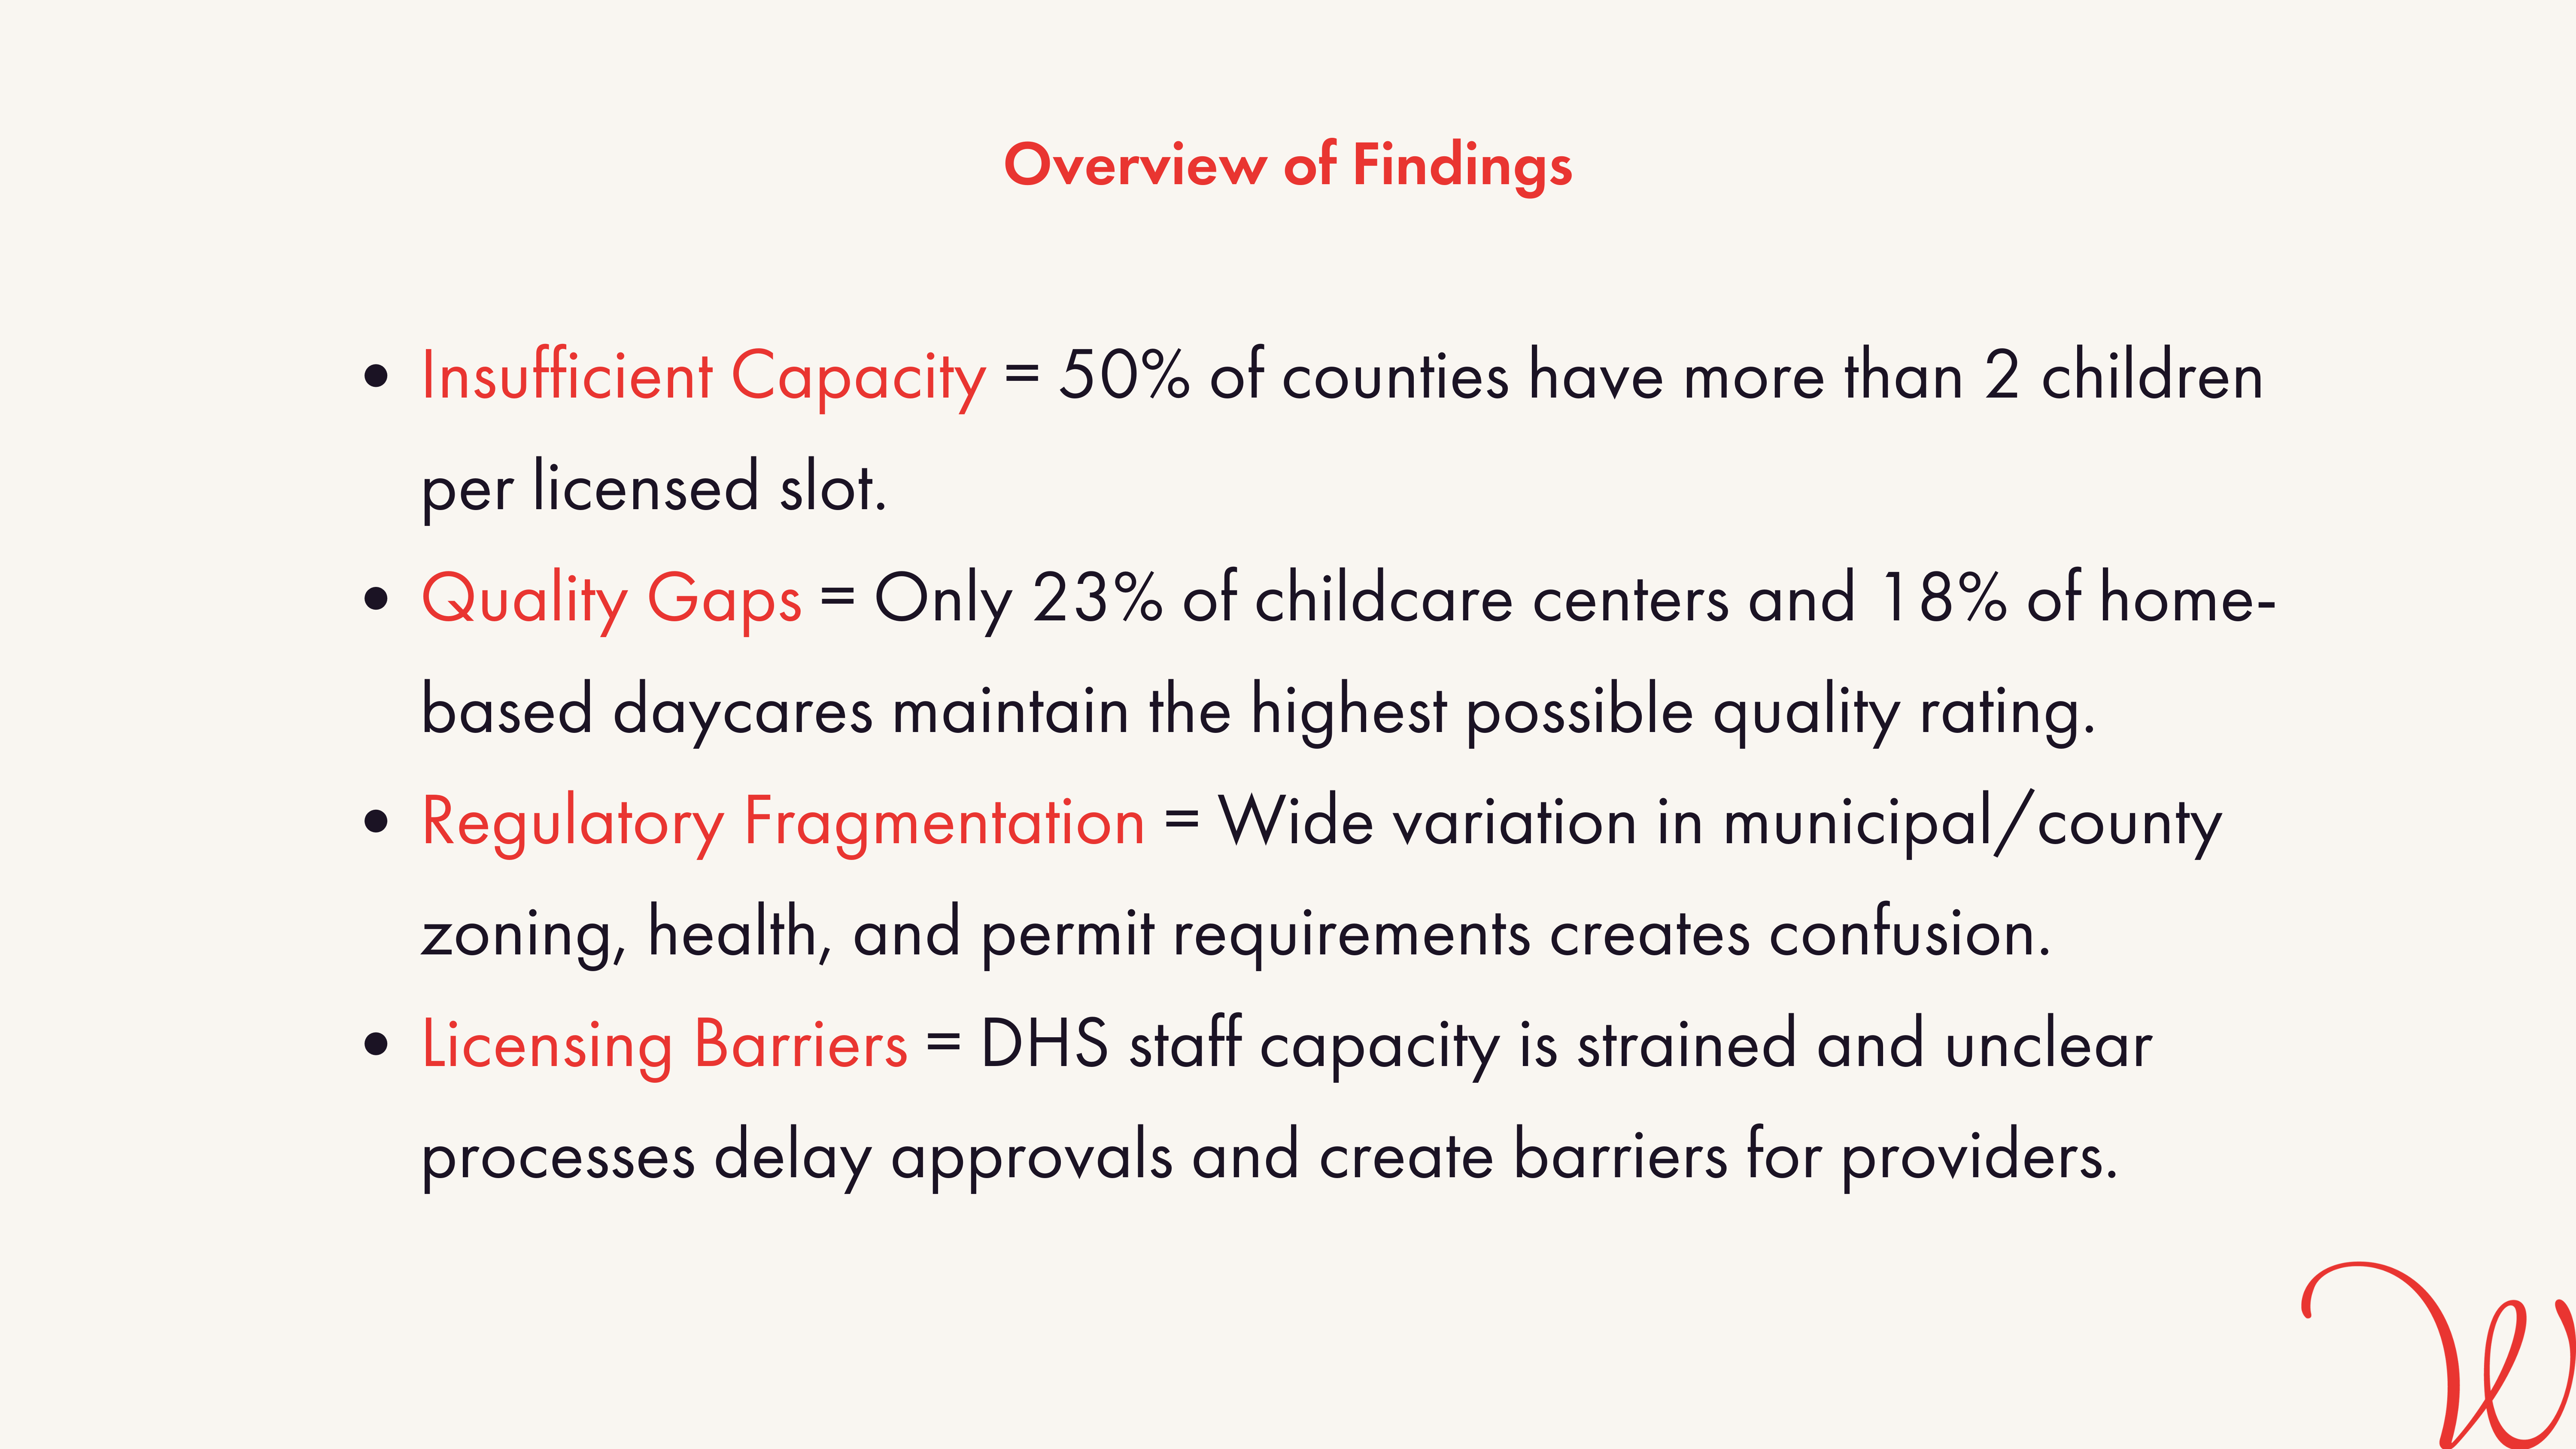 Overview of Findings
• Insufficient Capacity = 50% of counties have more than 2 children
per licensed slot.
• Quality Gaps = Only 23% of childcare centers and 18% of home-
based daycares maintain the highest possible quality rating.
• Regulatory Fragmentation = Wide variation in municipal/county
zoning, health, and permit requirements creates confusion.
• Licensing Barriers = DHS staff capacity is strained and unclear
processes delay approvals and create barriers for providers.
W